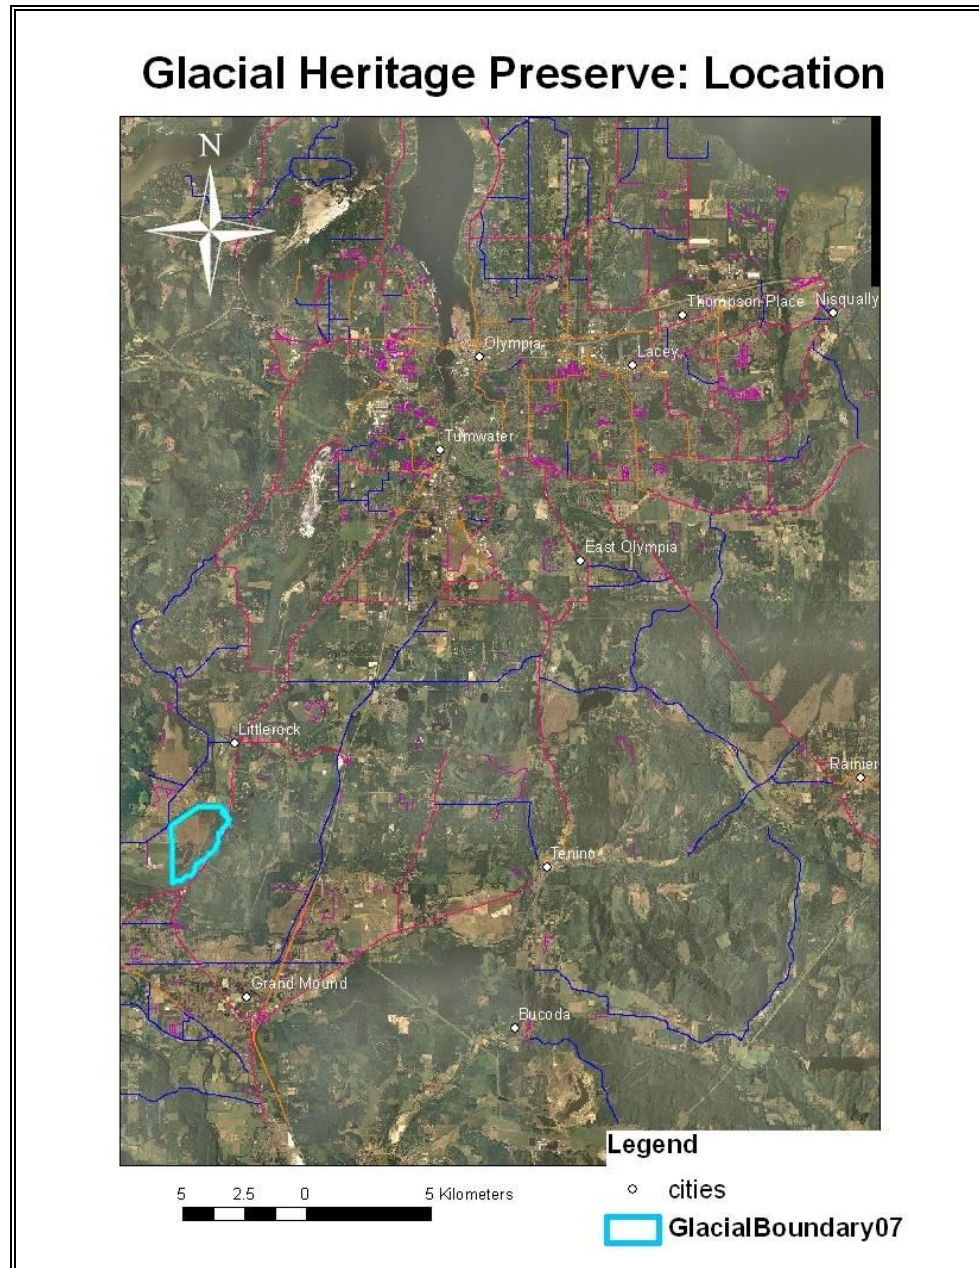 Glacial Heritage Preserve: Location
N
Thompson Place
Nisqually
Olympia
Lacey
Tumwater
East Olympia
Littlerock
Rainier
Tenino
Grand Mound
Bucoda
Legend
5 2.5 0 5 Kilometers
cities
GlacialBoundary07